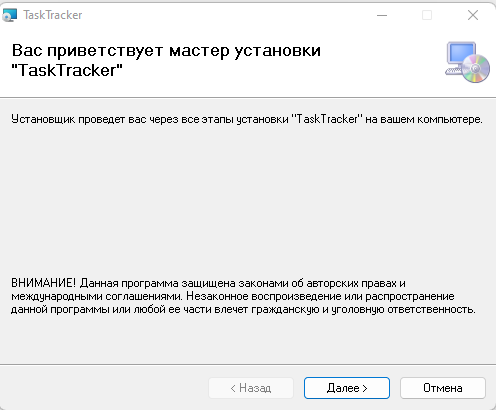 TaskTracker
Вас приветствует мастер установки
"TaskTracker"
Установщик проведет вас через все этапы установки "TaskTracker" на вашем компьютере.
ВНИМАНИЕ! Данная программа защищена законами об авторских правах и
международными соглашениями. Незаконное воспроизведение или распространение
данной программы или любой ее части влечет гражданскую и уголовную ответственность.
< Назад
Далее >
Отмена